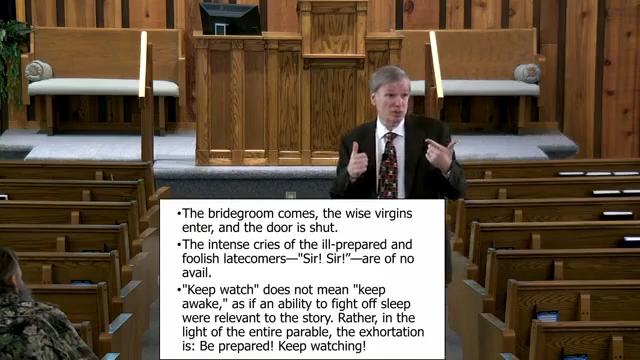 •The bridegroom comes, the wise virgins
enter, and the door is shut.
•The intense cries of the ill-prepared and
foolish latecomers—"Sir! Sir!”—are of no
avail.
•"Keep watch" does not mean "keep
awake," as if an ability to fight off sleep
were relevant to the story. Rather, in the
light of the entire parable, the exhortation
is: Be prepared! Keep watching!